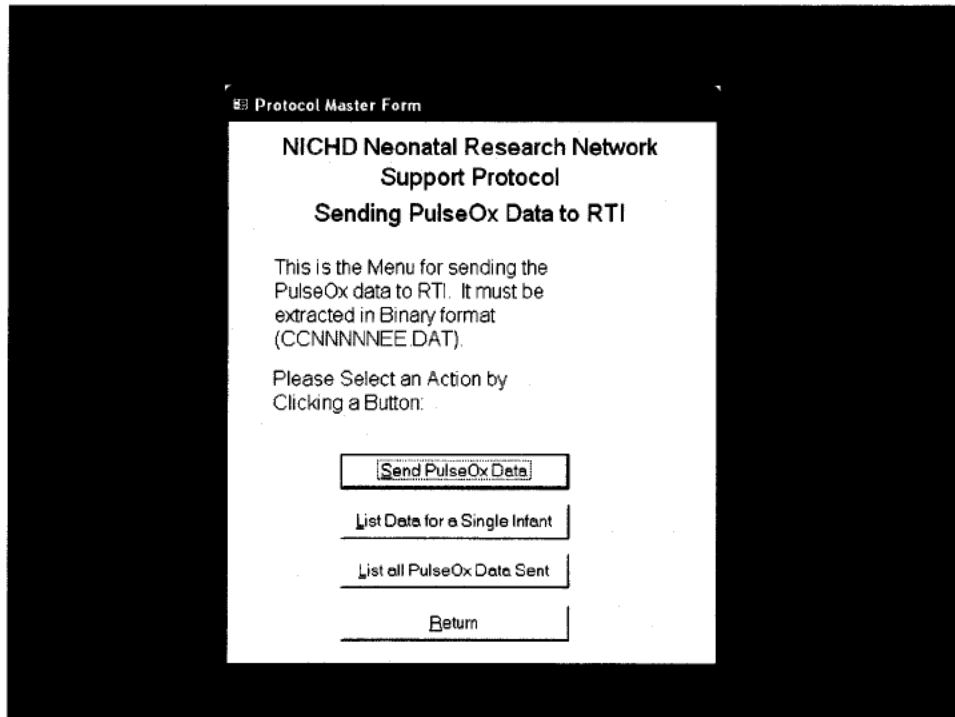 Protocol Master Form
NICHD Neonatal Research Network
Support Protocol
Sending PulseOx Data to RTI
This is the Menu for sending the
PulseOx data to RTI. It must be
extracted in Binary format
(CCNNNNNEE.DAT).
Please Select an Action by
Clicking a Button:
Send PulseOx Data
List Data for a Single Infant
List all PulseOx Data Sent
Return